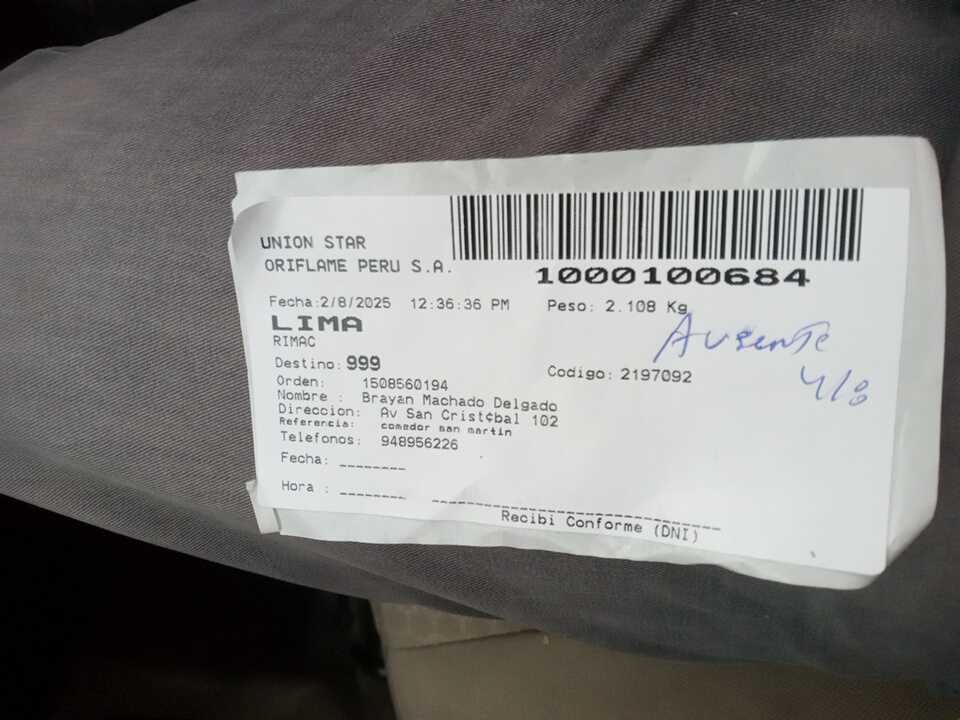 UNION STAR
ORIFLAME PERU S.A.
1000100684
Fecha:2/8/2025 12:36:36 PM Peso: 2.108 Kg
LIMA
RIMAC
Ausente
4/8
Destino: 999
Codigo: 2197092
Orden: 1508560194
Nombre : Brayan Machado Delgado
Direccion: Av San Crist¢bal 102
Referencia: comedor san martin
Telefonos: 948956226
Fecha: ________
Hora : ________
Recibi Conforme (DNI)